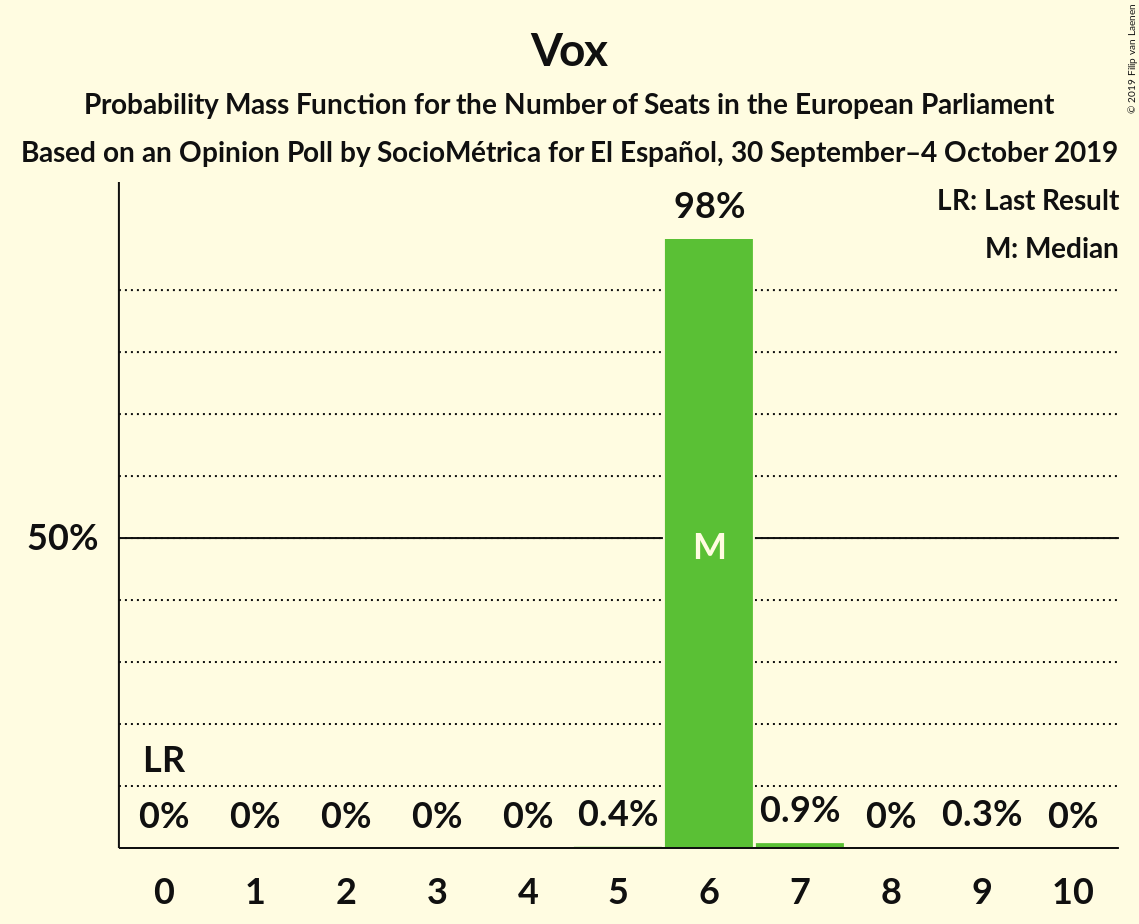 Vox
Probability Mass Function for the Number of Seats in the European Parliament
Based on an Opinion Poll by SocioMétrica for El Español, 30 September–4 October 2019
© 2019 Filip van Laenen
LR: Last Result
M: Median
98%
50%
M
LR
0% 0% 0% 0% 0% 0.4% 0.9% 0% 0.3% 0%
0 1 2 3 4 5 6 7 8 9 10